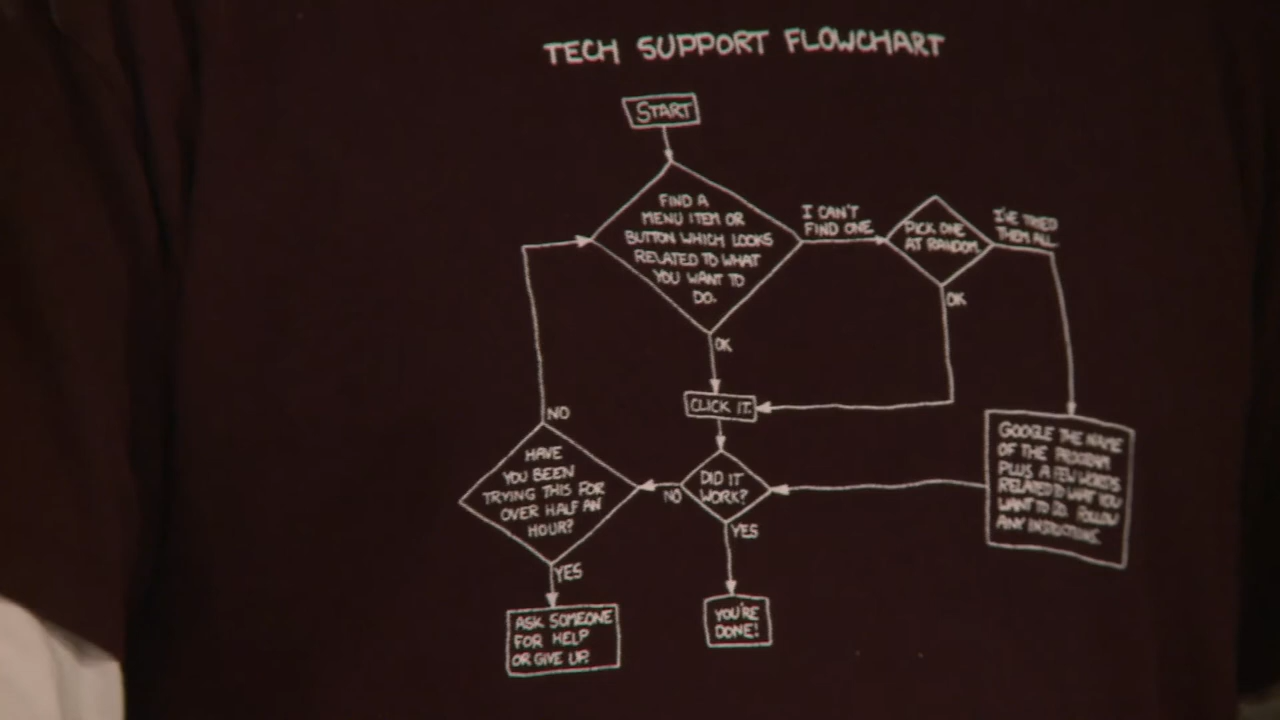 TECH SUPPORT FLOWCHART
START
FIND A
MENU ITEM OR
BUTTON WHICH LOOKS
RELATED TO WHAT
YOU WANT TO
DO.
I CAN'T
FIND ONE
PICK ONE
AT RANDOM.
I'VE TRIED
THEM ALL
OK
OK
CLICK IT.
NO
HAVE
YOU BEEN
TRYING THIS FOR
OVER HALF AN
HOUR?
NO
DID IT
WORK?
GOOGLE THE NAME
OF THE PROGRAM
PLUS A FEW WORDS
RELATED TO WHAT YOU
WANT TO DO. FOLLOW
ANY INSTRUCTIONS.
YES
YES
ASK SOMEONE
FOR HELP
OR GIVE UP.
YOU'RE
DONE!